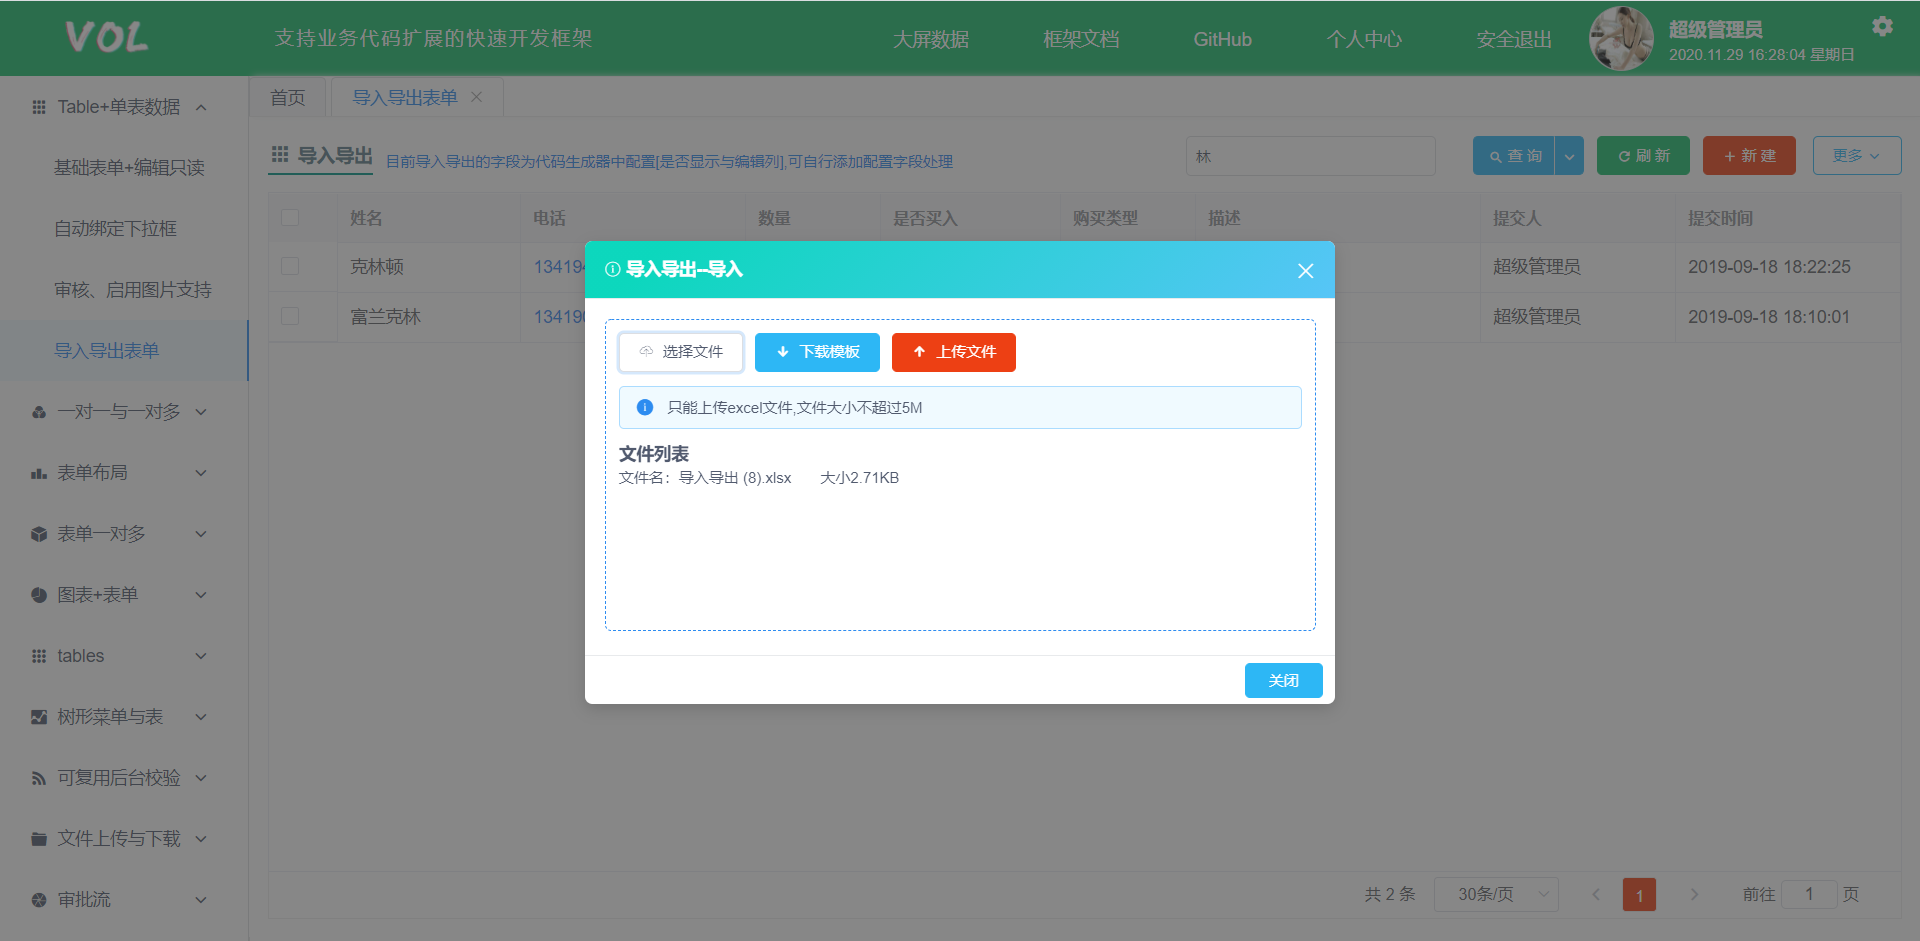 VOL
支持业务代码扩展的快速开发框架
大屏数据
框架文档
GitHub
个人中心
安全退出
超级管理员
2020.11.29 16:28:04 星期日
Table+单表数据
基础表单+编辑只读
自动绑定下拉框
审核、启用图片支持
导入导出表单
一对一与一对多
表单布局
表单一对多
图表+表单
tables
树形菜单与表
可复用后台校验
文件上传与下载
审批流
首页
导入导出表单
导入导出
目前导入导出的字段为代码生成器中配置[是否显示与编辑列],可自行添加配置字段处理
林
查 询
刷 新
新 建
更多
姓名
电话
数量
是否买入
购买类型
描述
提交人
提交时间
克林顿
超级管理员
2019-09-18 18:22:25
富兰克林
超级管理员
2019-09-18 18:10:01
导入导出--导入
选择文件
下载模板
上传文件
只能上传excel文件,文件大小不超过5M
文件列表
文件名：导入导出 (8).xlsx 大小2.71KB
关闭
共 2 条
30条/页
1
前往
1
页